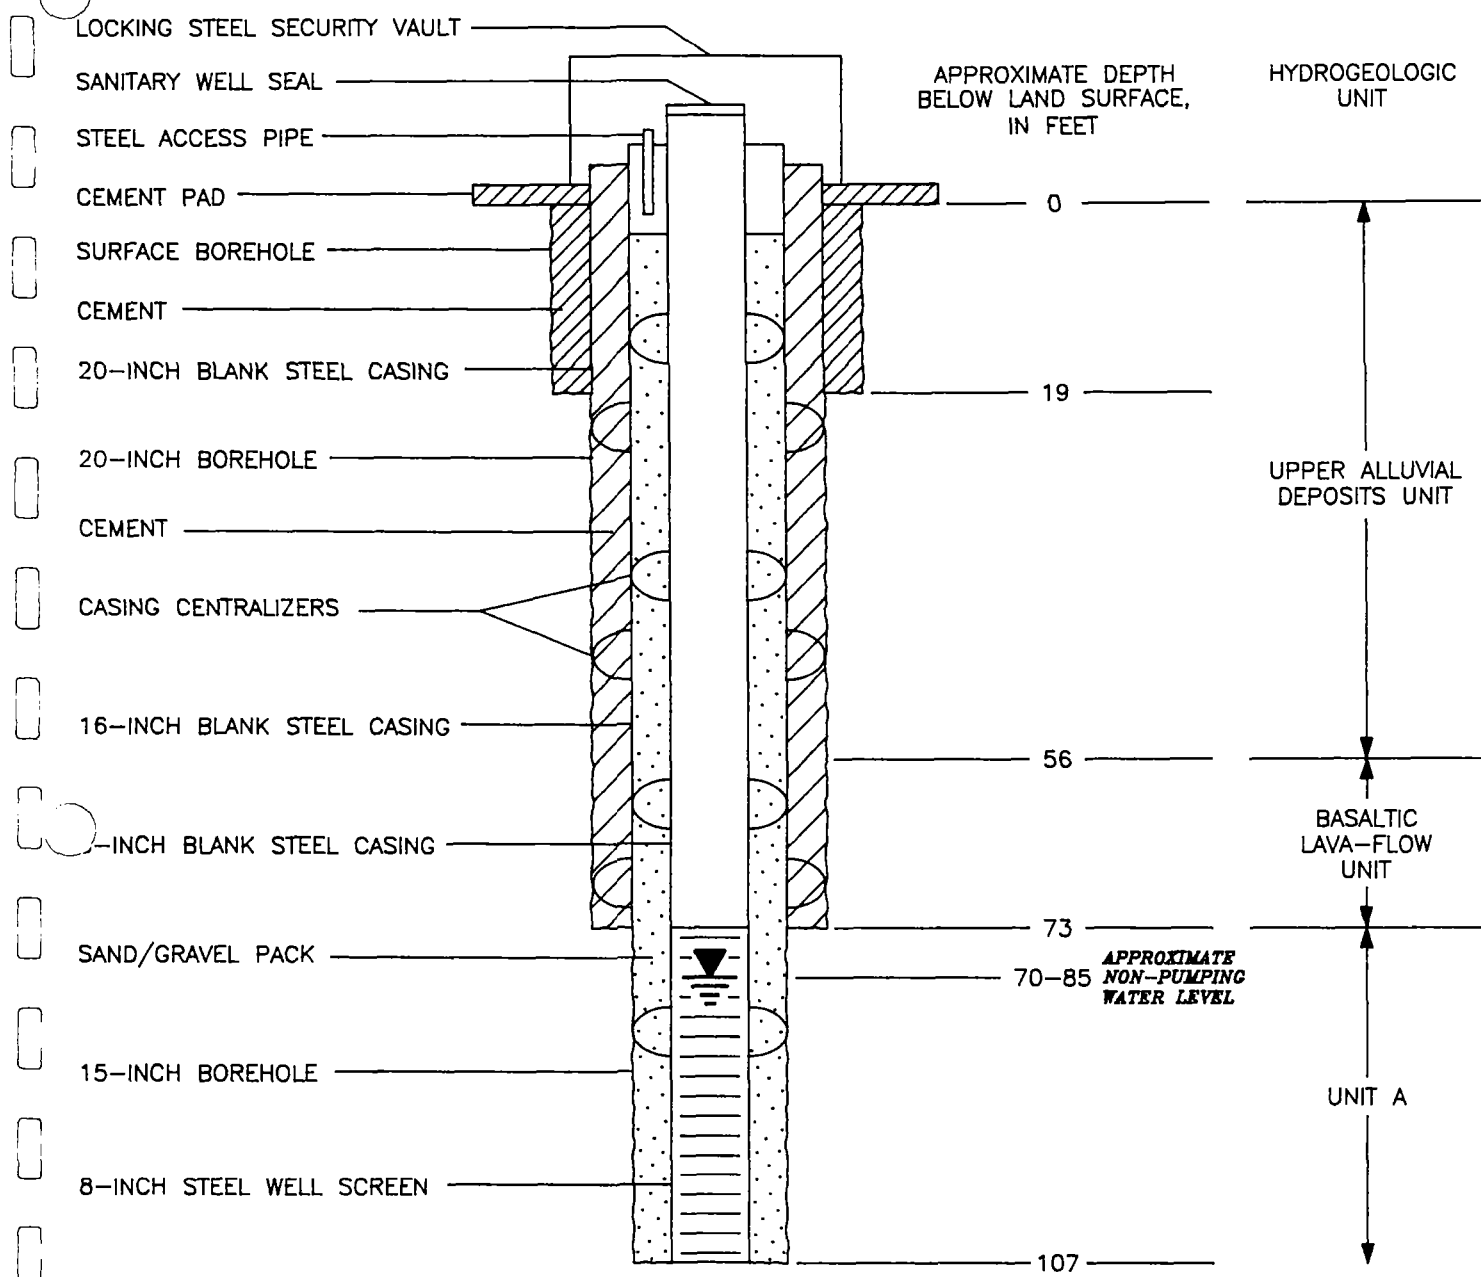 LOCKING STEEL SECURITY VAULT
SANITARY WELL SEAL
STEEL ACCESS PIPE
CEMENT PAD
SURFACE BOREHOLE
CEMENT
20-INCH BLANK STEEL CASING
20-INCH BOREHOLE
CEMENT
CASING CENTRALIZERS
16-INCH BLANK STEEL CASING
-INCH BLANK STEEL CASING
SAND/GRAVEL PACK
15-INCH BOREHOLE
8-INCH STEEL WELL SCREEN
APPROXIMATE DEPTH
BELOW LAND SURFACE,
IN FEET
0
19
56
73
70-85
APPROXIMATE
NON-PUMPING
WATER LEVEL
107
HYDROGEOLOGIC
UNIT
UPPER ALLUVIAL
DEPOSITS UNIT
BASALTIC
LAVA-FLOW
UNIT
UNIT A